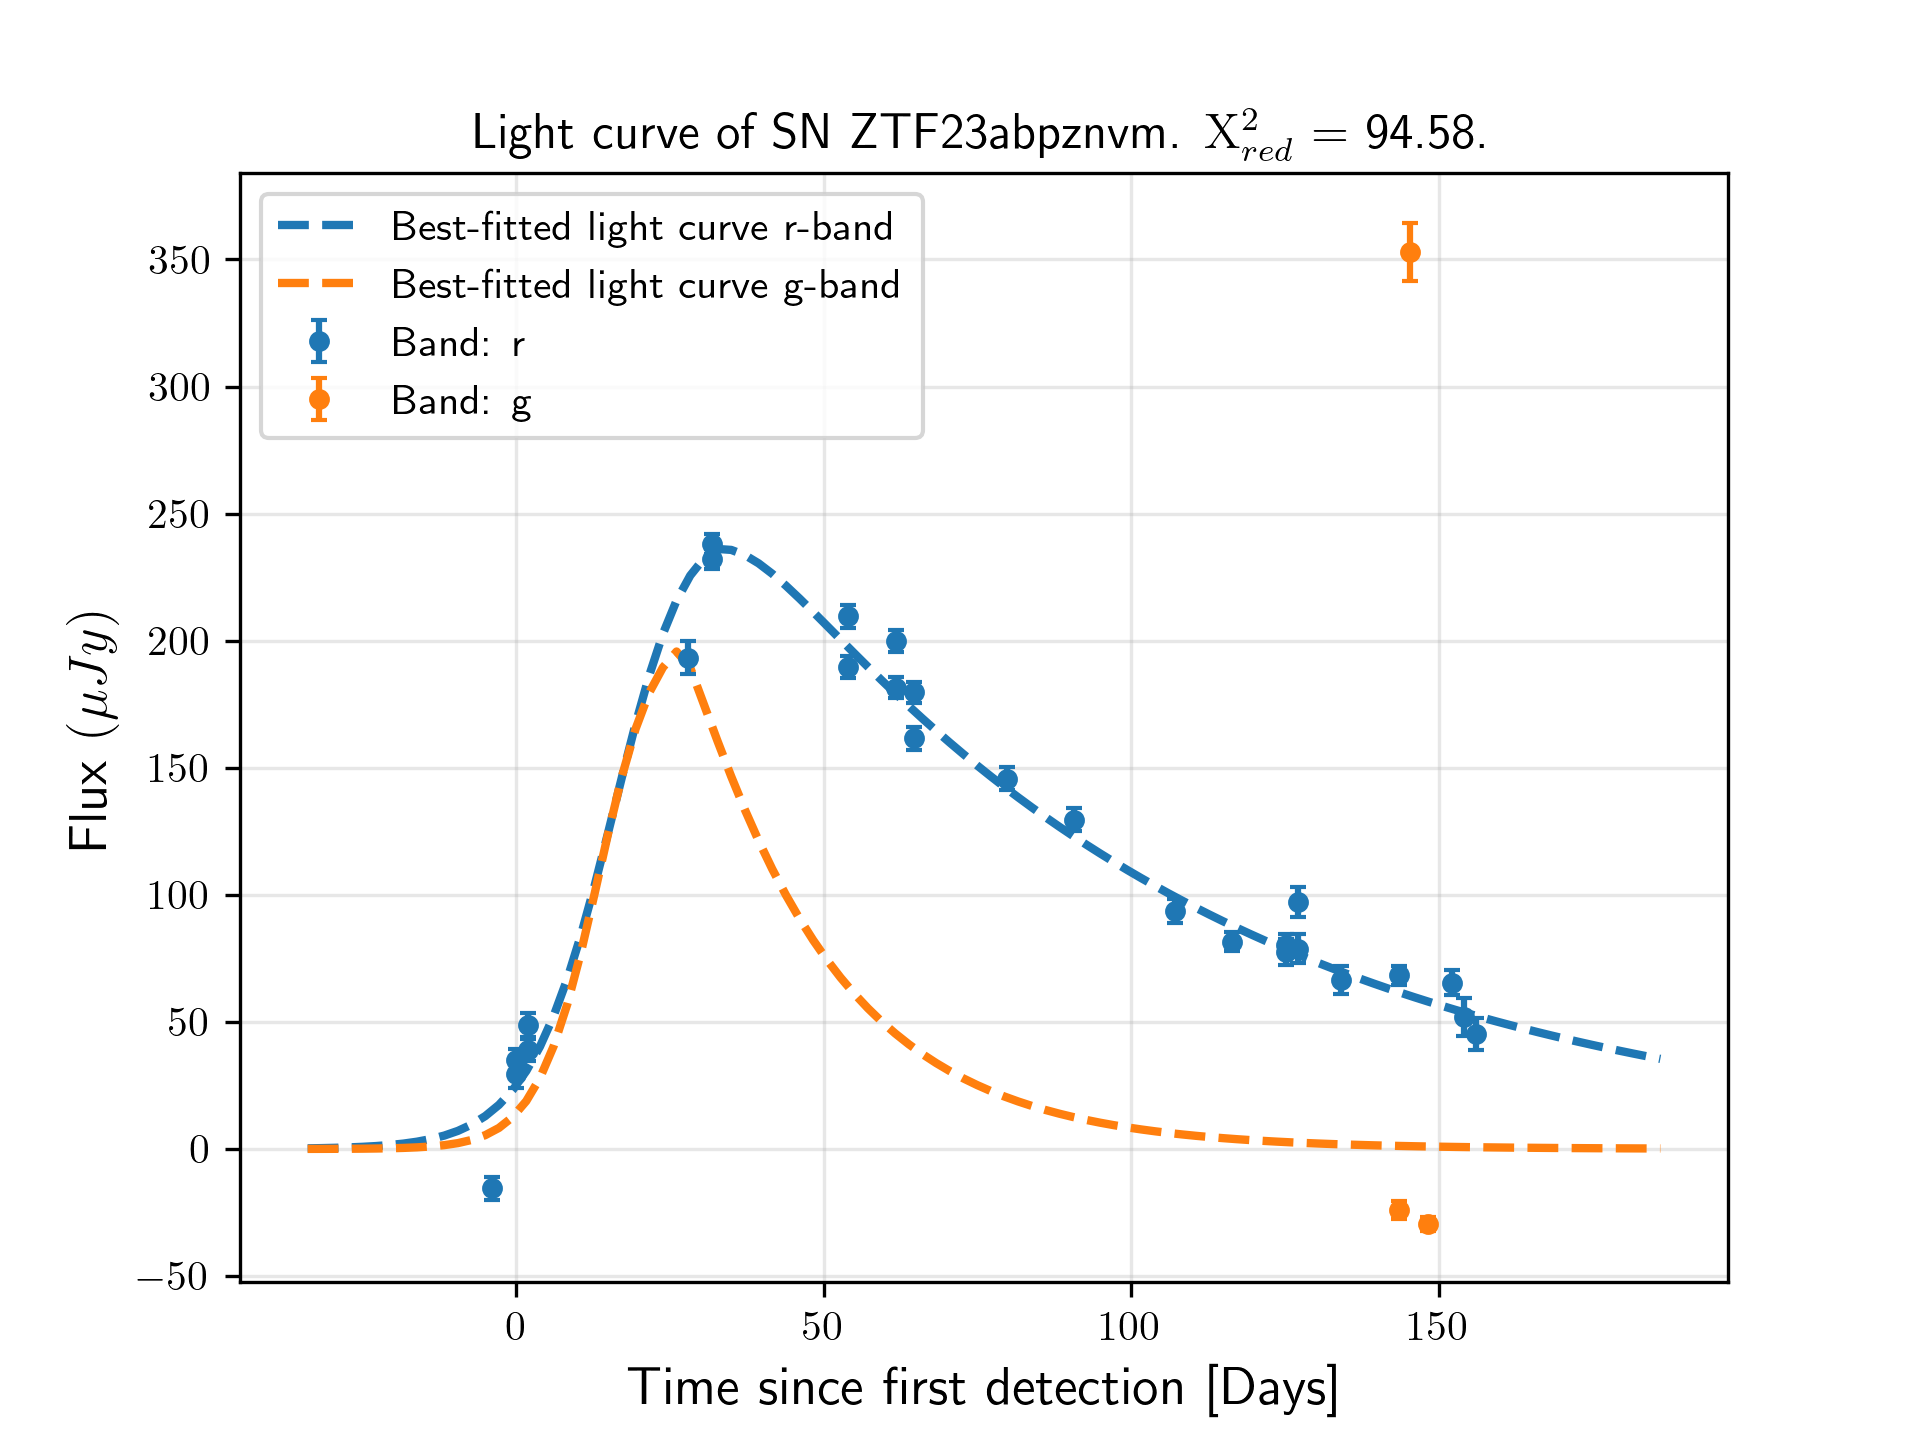 Light curve of SN ZTF23abpznvm. X²_red = 94.58.
Best-fitted light curve r-band
Best-fitted light curve g-band
Band: r
Band: g
350
300
250
200
150
100
50
0
−50
Flux (μJy)
0 50 100 150
Time since first detection [Days]